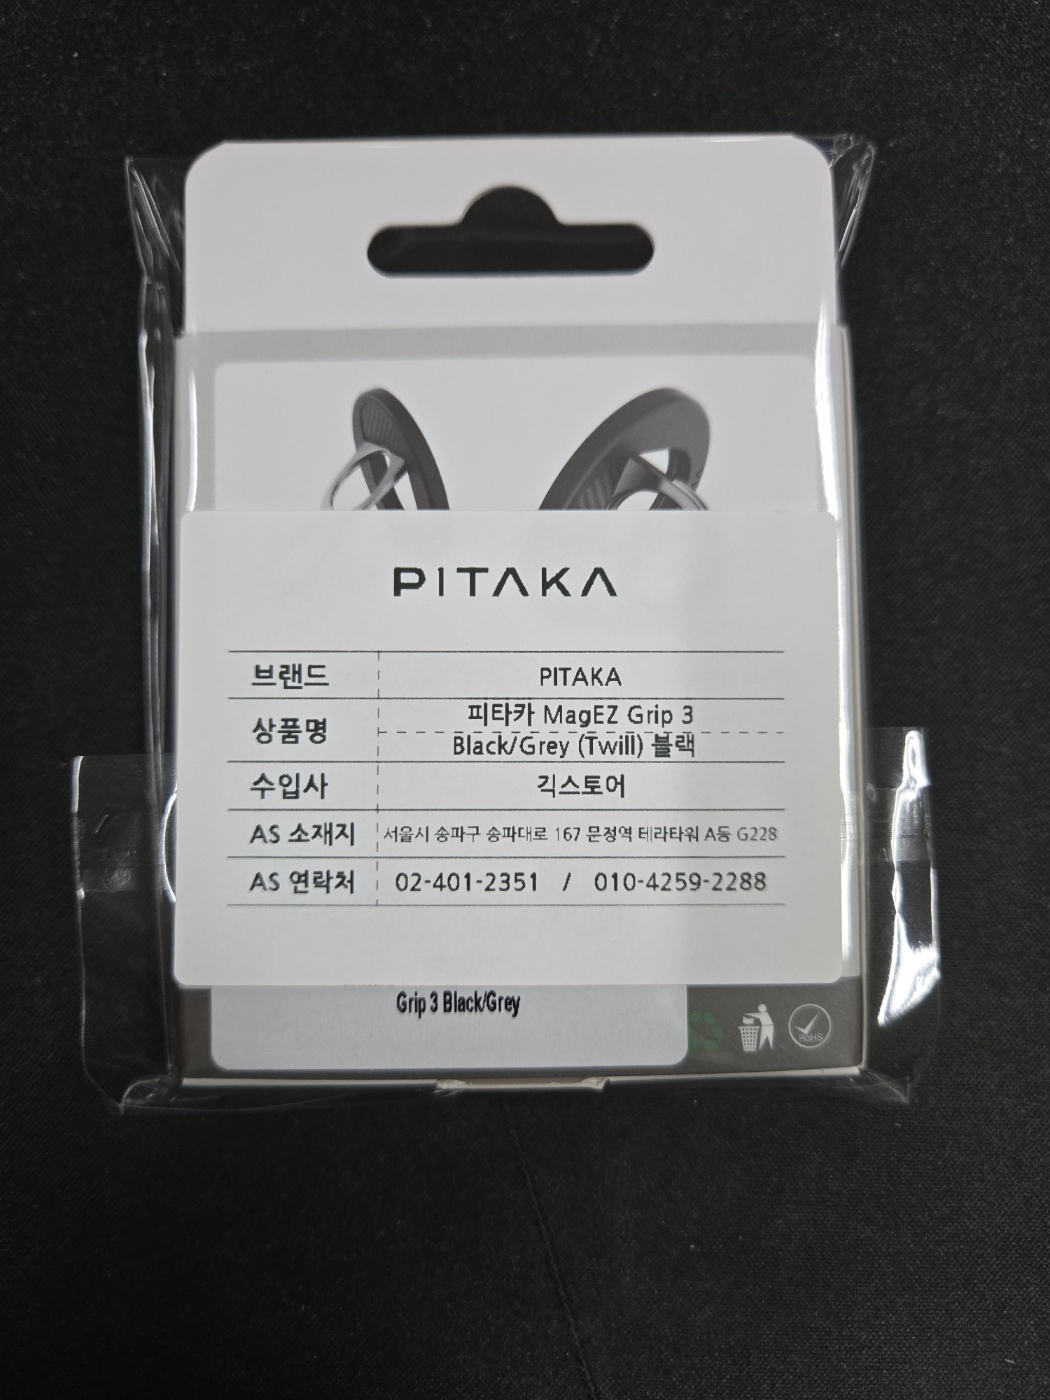 PITAKA
브랜드 PITAKA
상품명 피타카 MagEZ Grip 3
Black/Grey (Twill) 블랙
수입사 긱스토어
AS 소재지 서울시 송파구 송파대로 167 문정역 테라타워 A동 G228
AS 연락처 02-401-2351 / 010-4259-2288
Grip 3 Black/Grey
RoHS